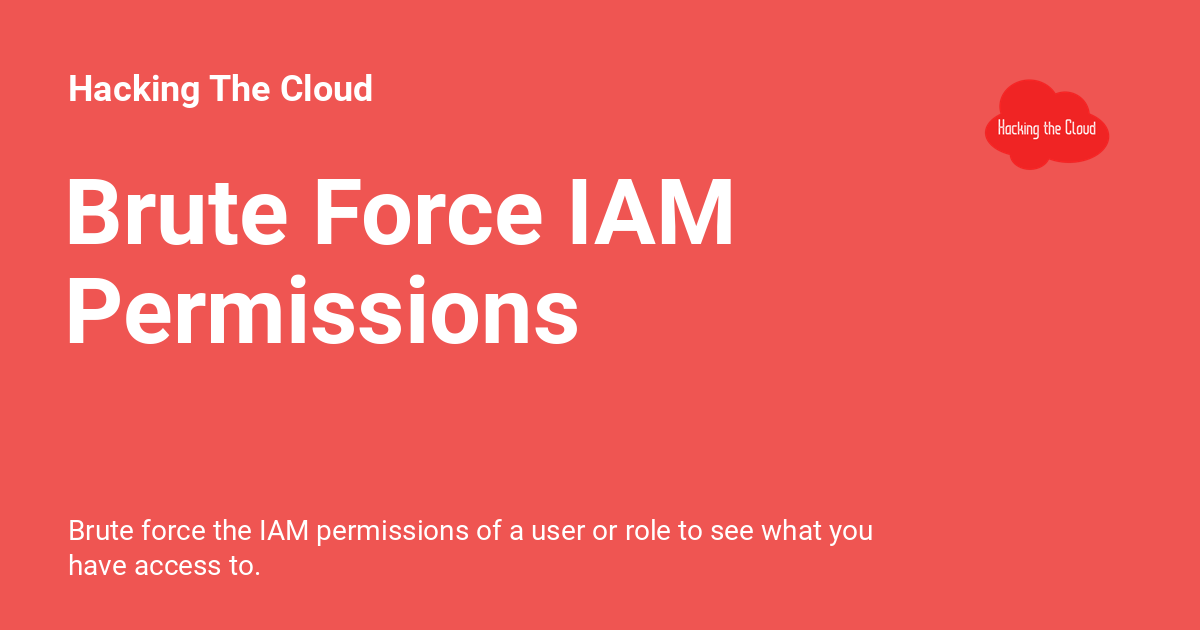 Hacking The Cloud
Hacking the Cloud
Brute Force IAM
Permissions
Brute force the IAM permissions of a user or role to see what you
have access to.